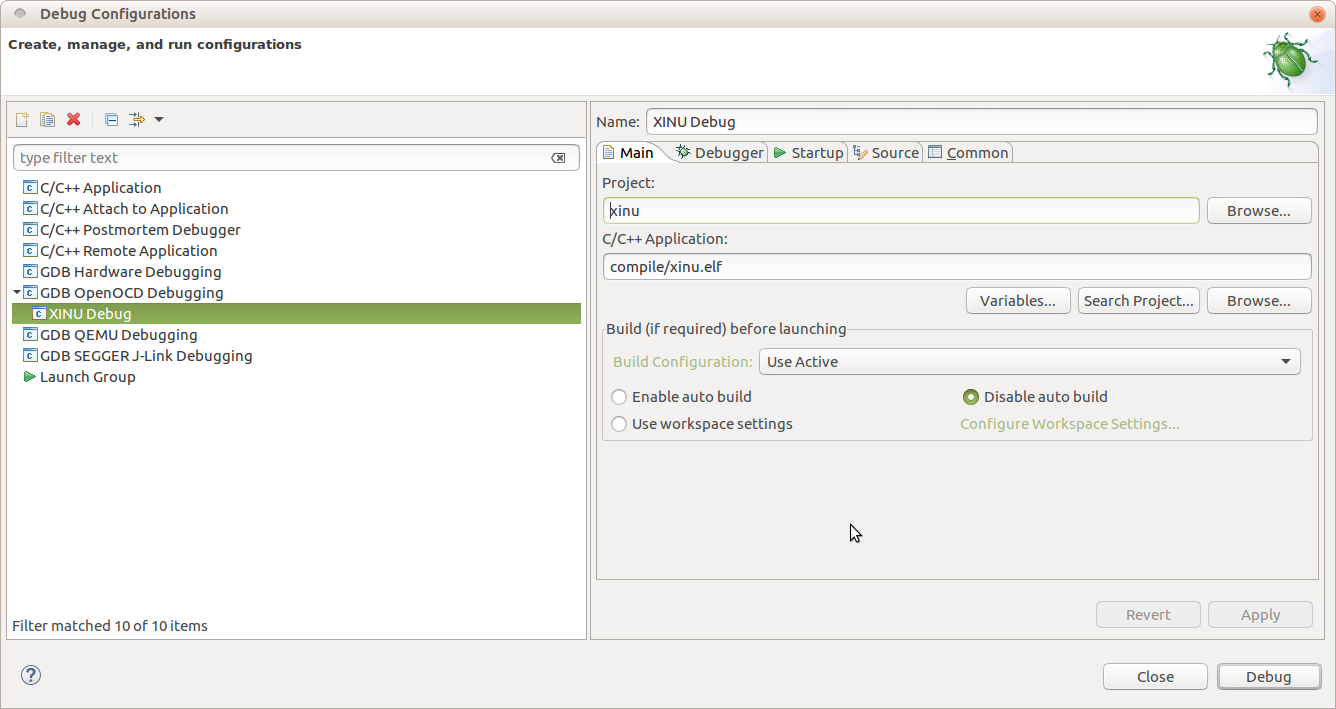 Debug Configurations
Create, manage, and run configurations
type filter text
C/C++ Application
C/C++ Attach to Application
C/C++ Postmortem Debugger
C/C++ Remote Application
GDB Hardware Debugging
GDB OpenOCD Debugging
XINU Debug
GDB QEMU Debugging
GDB SEGGER J-Link Debugging
Launch Group
Filter matched 10 of 10 items
Name: XINU Debug
Main Debugger Startup Source Common
Project:
xinu Browse...
C/C++ Application:
compile/xinu.elf
Variables... Search Project... Browse...
Build (if required) before launching
Build Configuration: Use Active
Enable auto build Disable auto build
Use workspace settings Configure Workspace Settings...
Revert Apply
? Close Debug